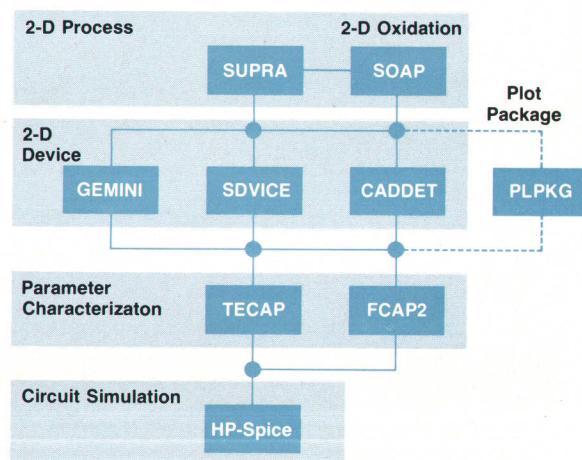 2-D Process
2-D Oxidation
SUPRA
SOAP
Plot
Package
2-D
Device
GEMINI
SDVICE
CADDET
PLPKG
Parameter
Characterizaton
TECAP
FCAP2
Circuit Simulation
HP-Spice